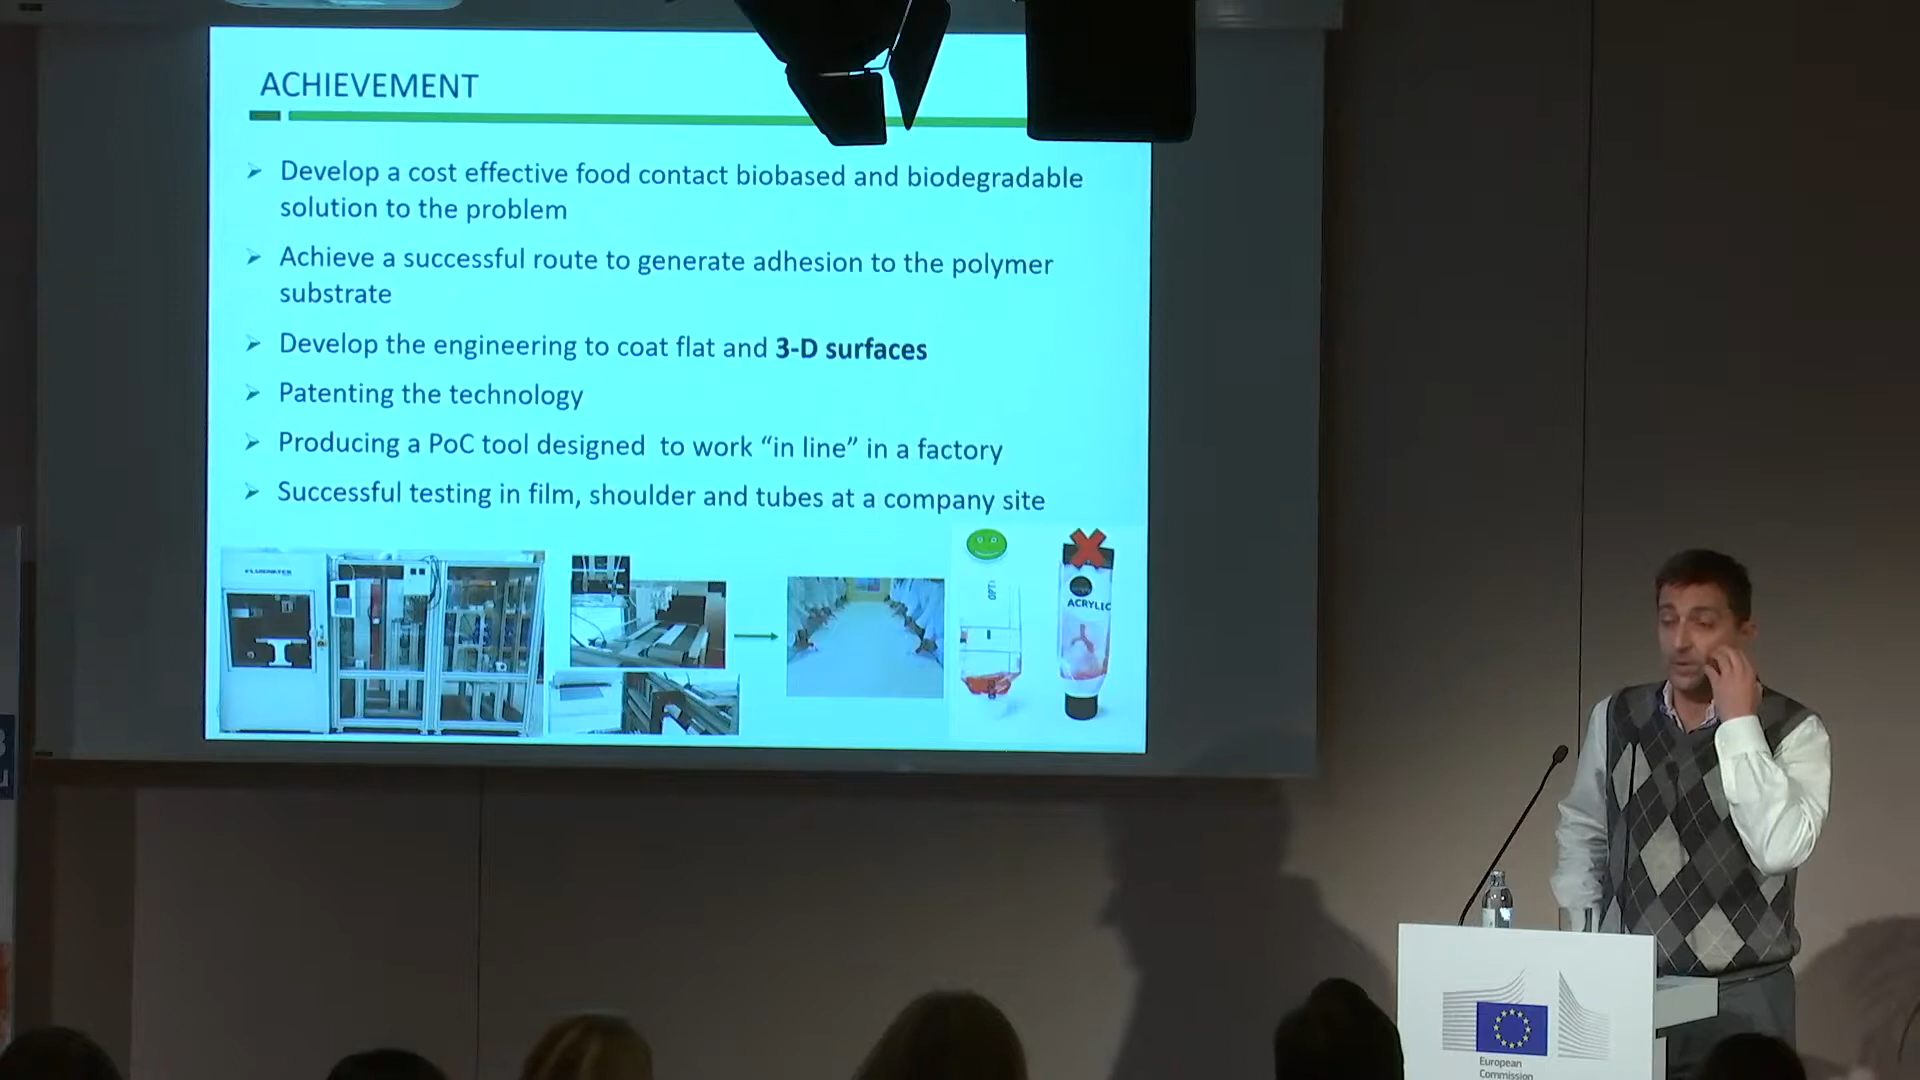 ACHIEVEMENT
Develop a cost effective food contact biobased and biodegradable
solution to the problem
Achieve a successful route to generate adhesion to the polymer
substrate
Develop the engineering to coat flat and 3-D surfaces
Patenting the technology
Producing a PoC tool designed to work “in line” in a factory
Successful testing in film, shoulder and tubes at a company site
FLUIDNATEK
OPTI
ACRYLIC
European
Commission